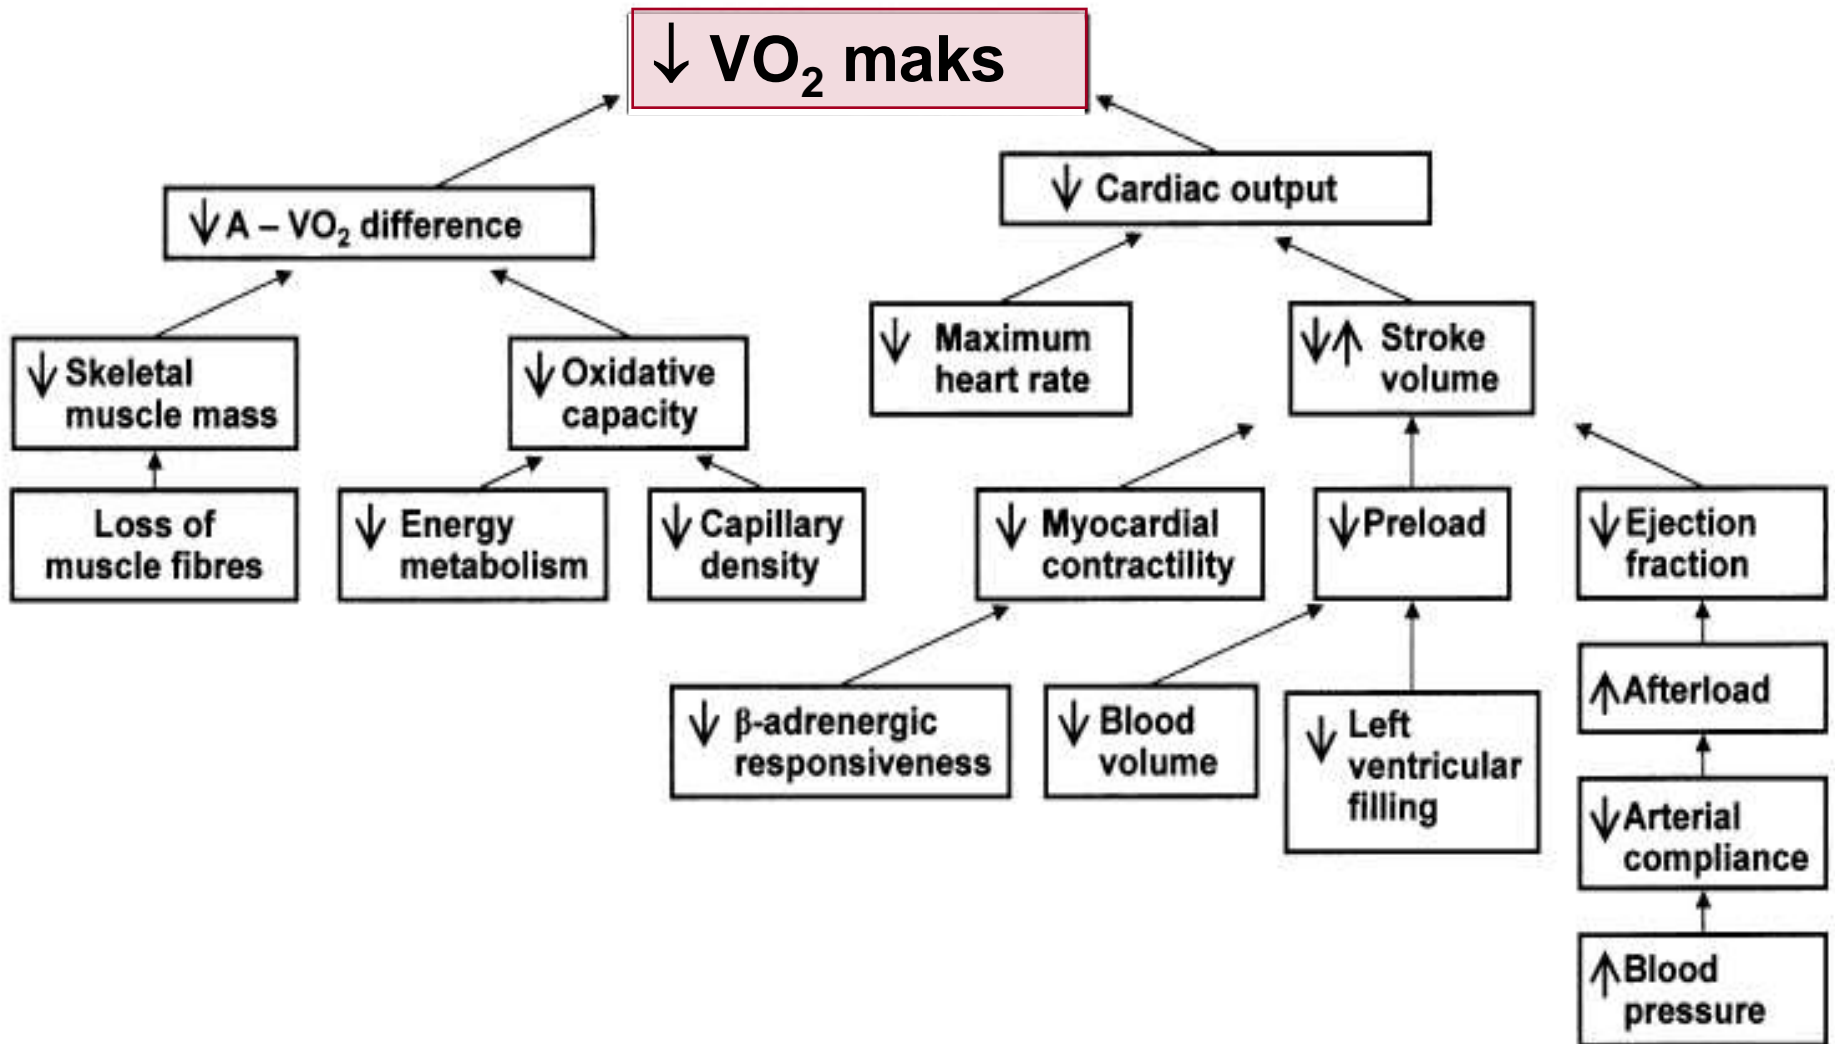 ↓ VO₂ maks
↓ Cardiac output
↓ A – VO₂ difference
↓ Maximum
heart rate
↓↑ Stroke
volume
↓ Skeletal
muscle mass
↓ Oxidative
capacity
Loss of
muscle fibres
↓ Energy
metabolism
↓ Capillary
density
↓ Myocardial
contractility
↓ Preload
↓ Ejection
fraction
↓ β-adrenergic
responsiveness
↓ Blood
volume
↓ Left
ventricular
filling
↑ Afterload
↓ Arterial
compliance
↑ Blood
pressure